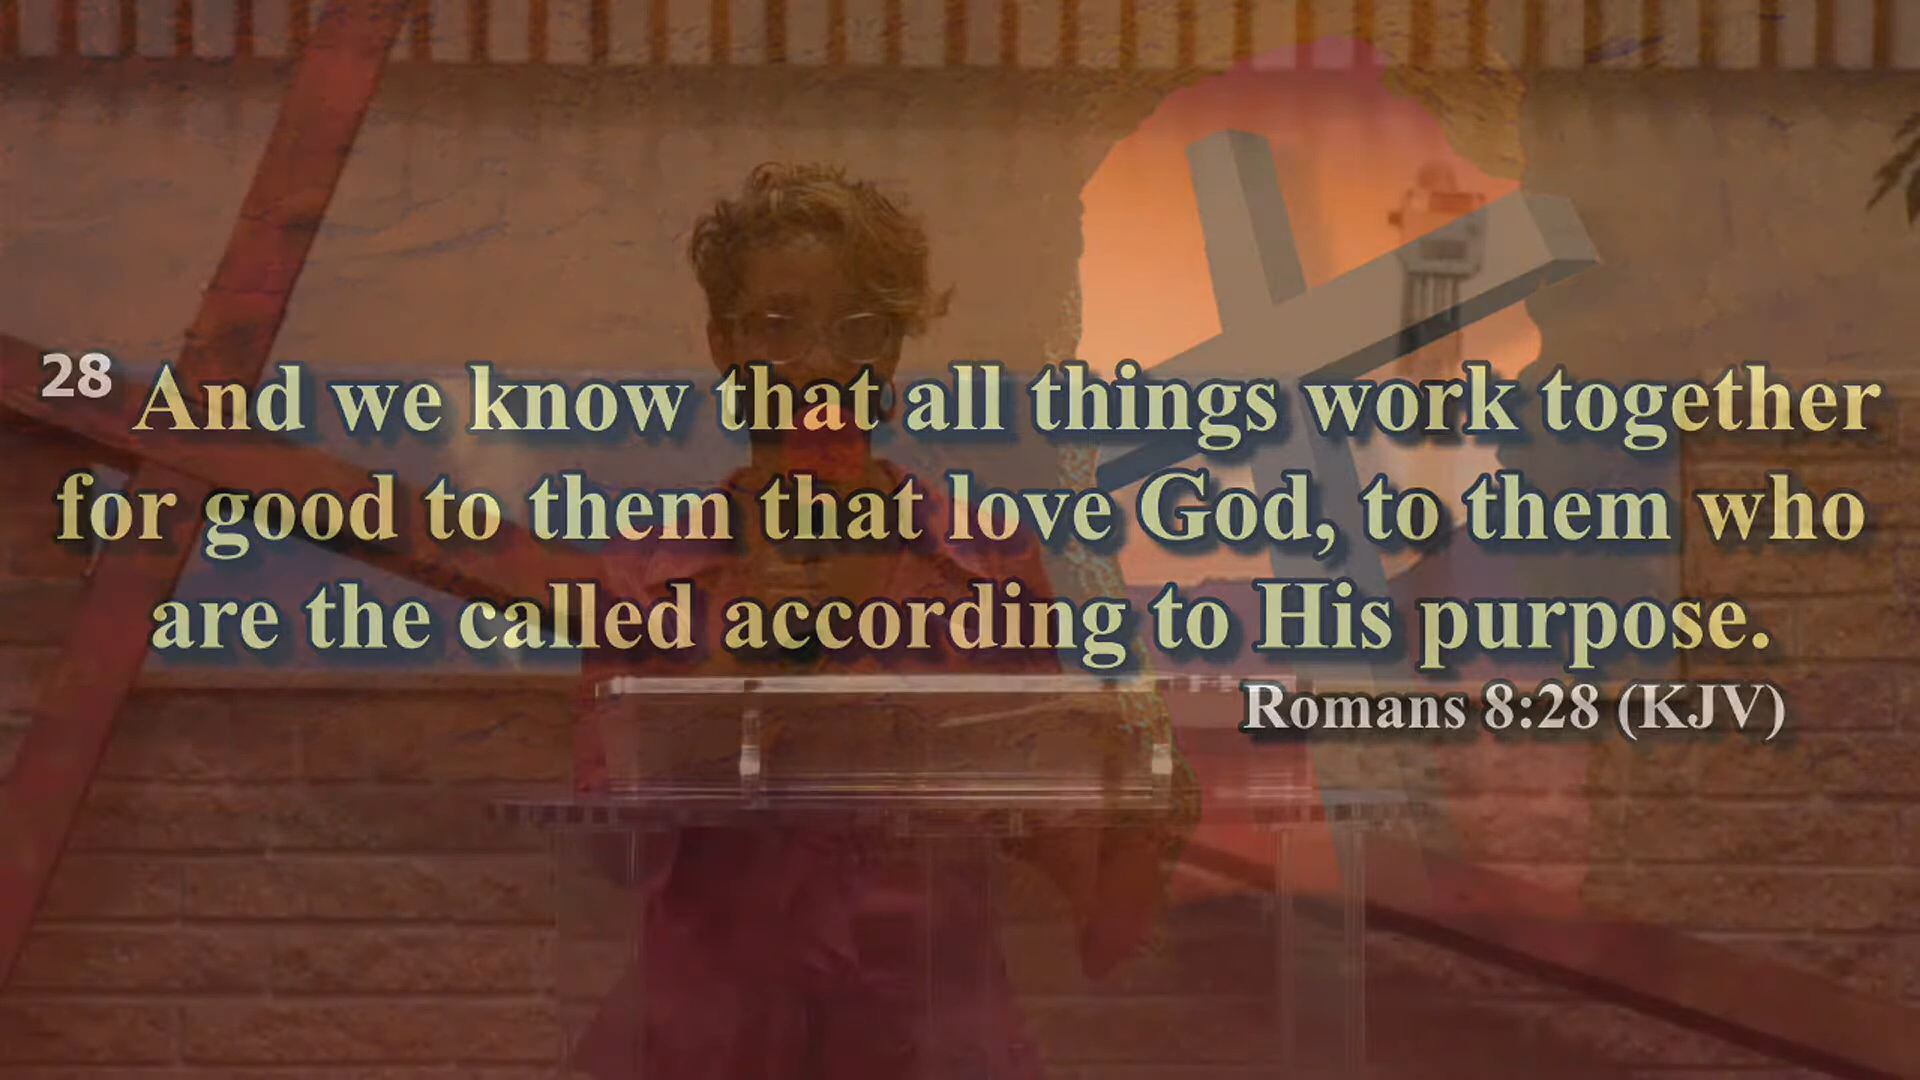 28 And we know that all things work together
for good to them that love God, to them who
are the called according to His purpose.
Romans 8:28 (KJV)